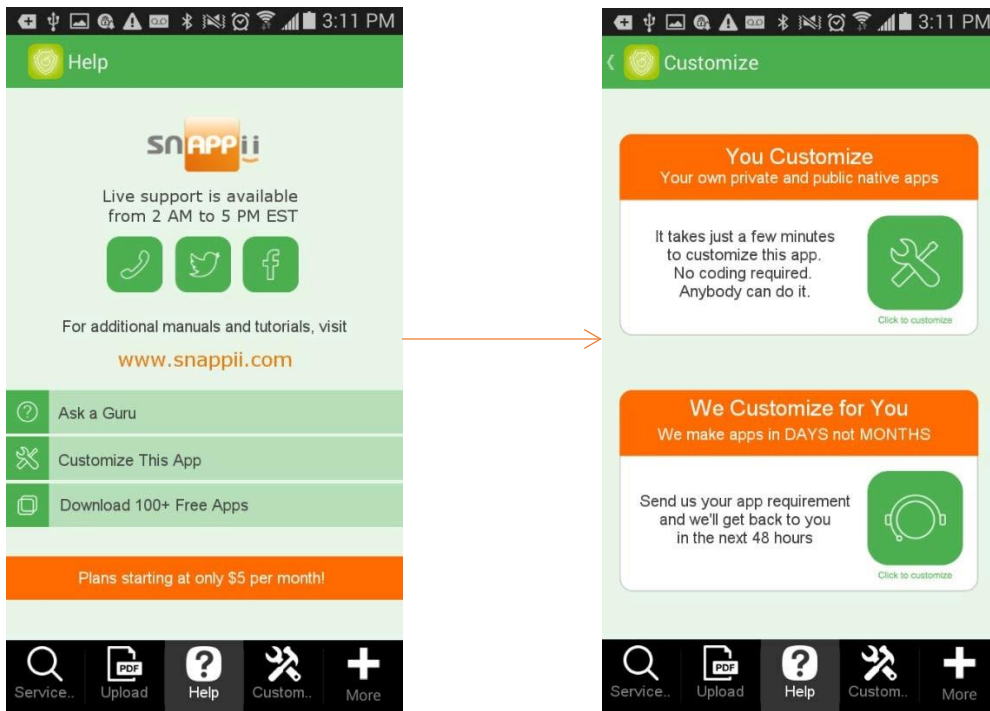 3:11 PM
Help
snAPPii
Live support is available
from 2 AM to 5 PM EST
For additional manuals and tutorials, visit
www.snappii.com
Ask a Guru
Customize This App
Download 100+ Free Apps
Plans starting at only $5 per month!
Service..
PDF
Upload
Help
Custom..
More
3:11 PM
Customize
You Customize
Your own private and public native apps
It takes just a few minutes
to customize this app.
No coding required.
Anybody can do it.
Click to customize
We Customize for You
We make apps in DAYS not MONTHS
Send us your app requirement
and we'll get back to you
in the next 48 hours
Click to customize
Service..
PDF
Upload
Help
Custom..
More